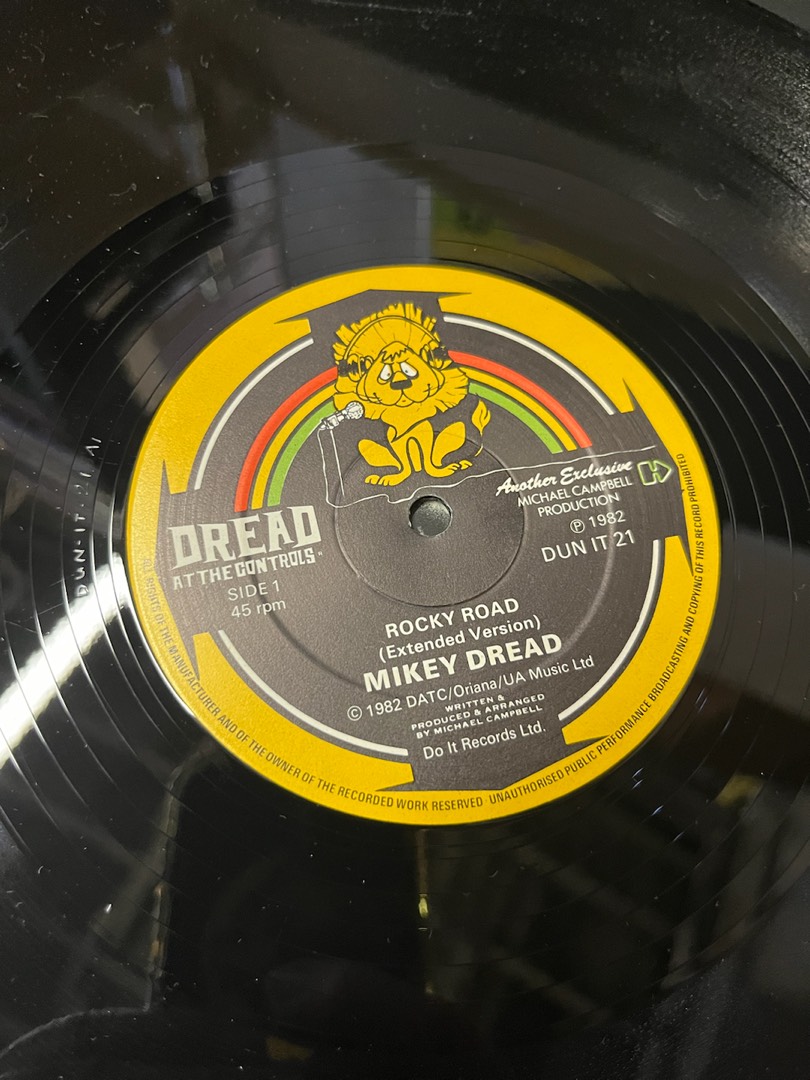 DREAD
AT THE CONTROLS"
SIDE 1
45 rpm
Another Exclusive
MICHAEL CAMPBELL
PRODUCTION
℗ 1982
DUN IT 21
ROCKY ROAD
(Extended Version)
MIKEY DREAD
© 1982 DATC/Oriana/UA Music Ltd
WRITTEN &
PRODUCED & ARRANGED
BY MICHAEL CAMPBELL
Do It Records Ltd.
ALL RIGHTS OF THE MANUFACTURER AND OF THE OWNER OF THE RECORDED WORK RESERVED · UNAUTHORISED PUBLIC PERFORMANCE BROADCASTING AND COPYING OF THIS RECORD PROHIBITED